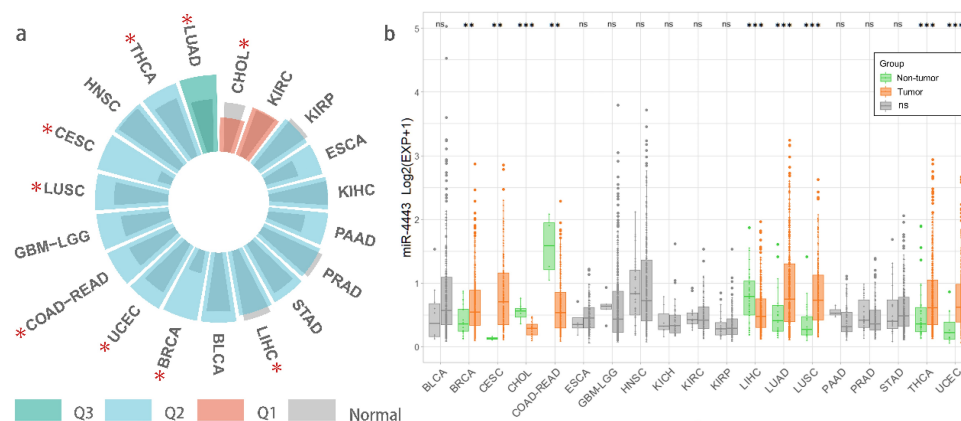 a
LUAD
CHOL
KIRC
KIRP
ESCA
KIHC
PAAD
PRAD
STAD
LIHC
BLCA
BRCA
UCEC
COAD-READ
GBM-LGG
LUSC
CESC
HNSC
THCA
Q3
Q2
Q1
Normal
b
ns ** ** *** ** ns ns ns ns ns ns *** *** *** ns ns ns *** ***
Group
Non-tumor
Tumor
ns
miR-4443 Log2(EXP+1)
5
4
3
2
1
0
BLCA
BRCA
CESC
CHOL
COAD-READ
ESCA
GBM-LGG
HNSC
KICH
KIRC
KIRP
LIHC
LUAD
LUSC
PAAD
PRAD
STAD
THCA
UCEC